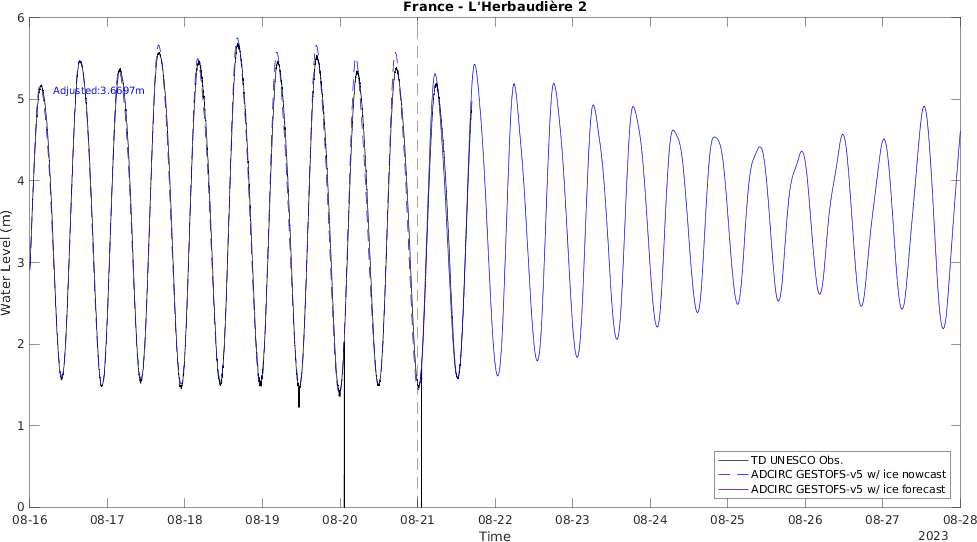 France - L'Herbaudière 2
6
5
4
3
2
1
0
Water Level (m)
Adjusted:3.6697m
TD UNESCO Obs.
ADCIRC GESTOFS-v5 w/ ice nowcast
ADCIRC GESTOFS-v5 w/ ice forecast
08-16 08-17 08-18 08-19 08-20 08-21 08-22 08-23 08-24 08-25 08-26 08-27 08-28
Time
2023